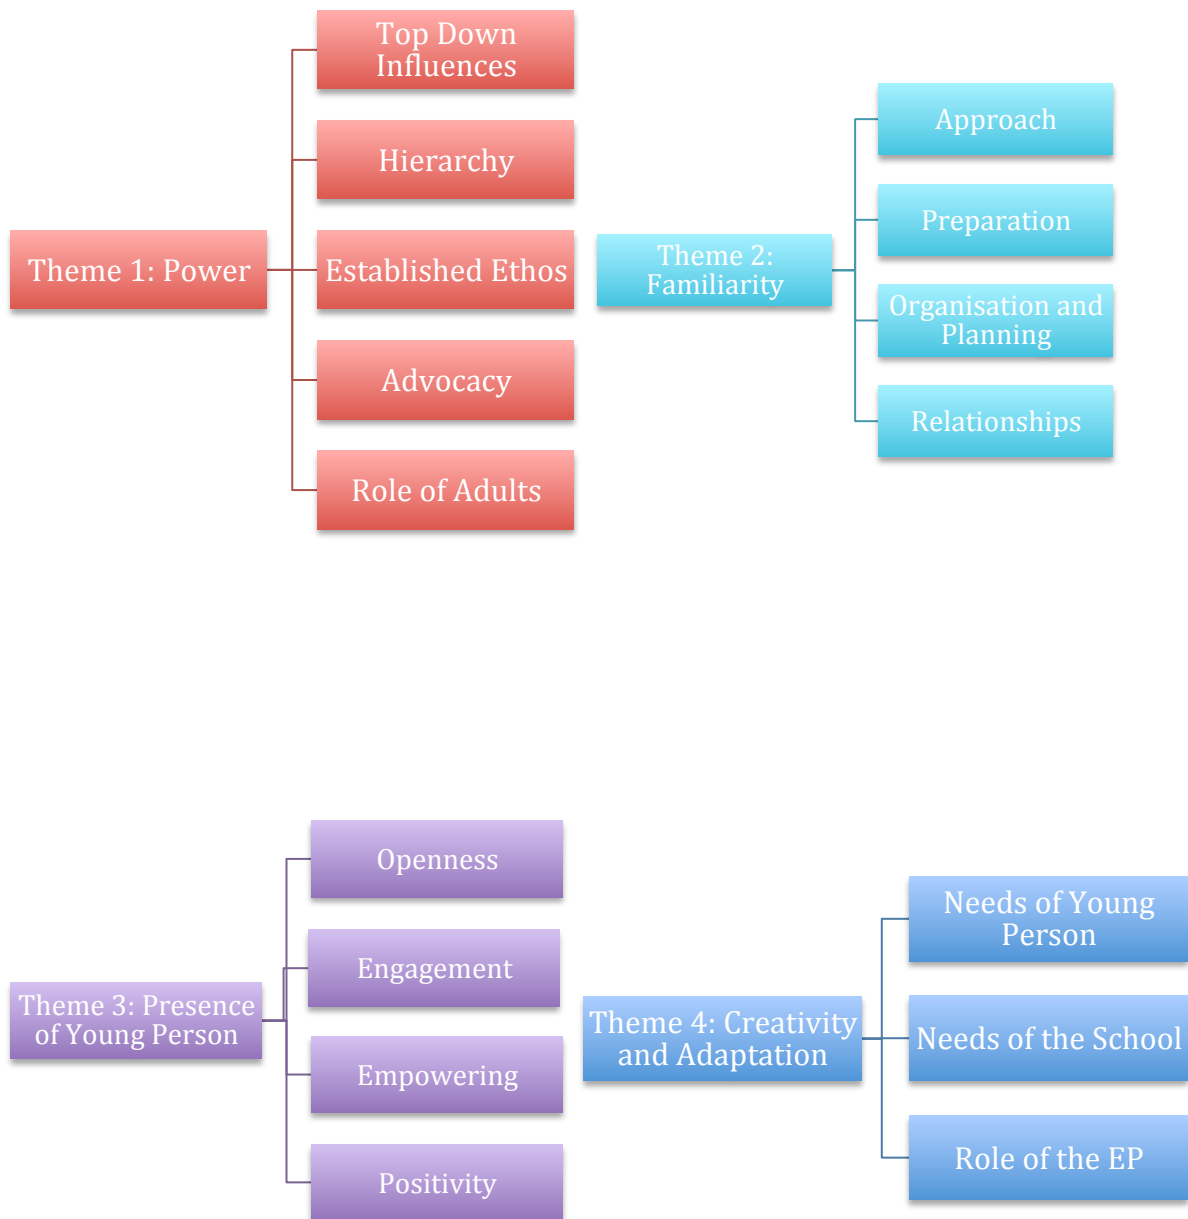 Theme 1: Power
Top Down
Influences
Hierarchy
Established Ethos
Advocacy
Role of Adults
Theme 2:
Familiarity
Approach
Preparation
Organisation and
Planning
Relationships
Theme 3: Presence
of Young Person
Openness
Engagement
Empowering
Positivity
Theme 4: Creativity
and Adaptation
Needs of Young
Person
Needs of the School
Role of the EP